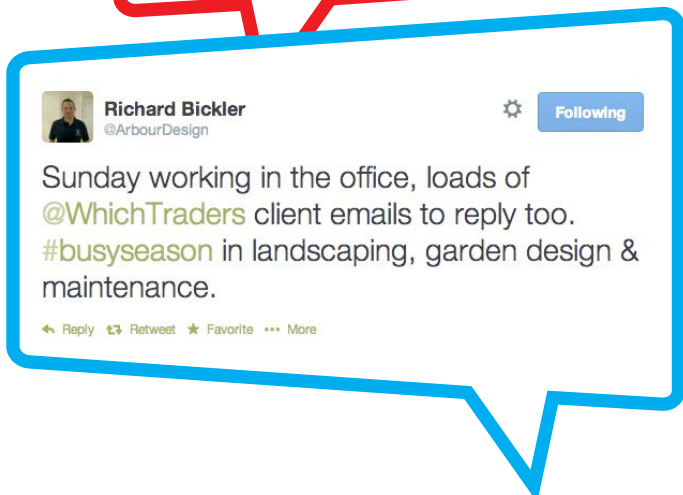 Richard Bickler
@ArbourDesign
Following
Sunday working in the office, loads of
@WhichTraders client emails to reply too.
#busyseason in landscaping, garden design &
maintenance.
Reply Retweet Favorite More